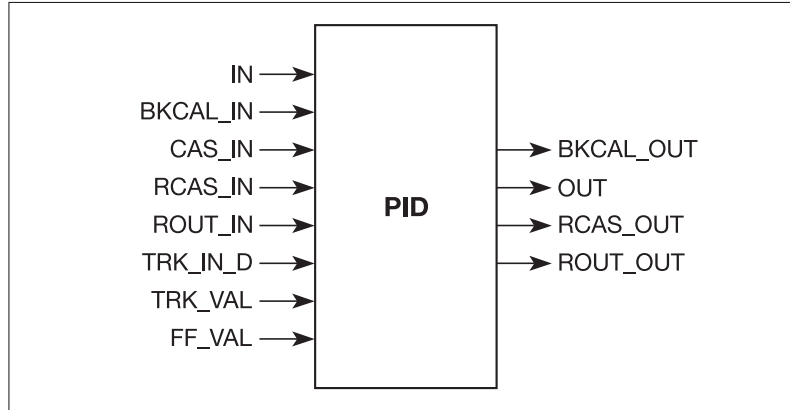 IN
BKCAL_IN
CAS_IN
RCAS_IN
ROUT_IN
TRK_IN_D
TRK_VAL
FF_VAL
PID
BKCAL_OUT
OUT
RCAS_OUT
ROUT_OUT